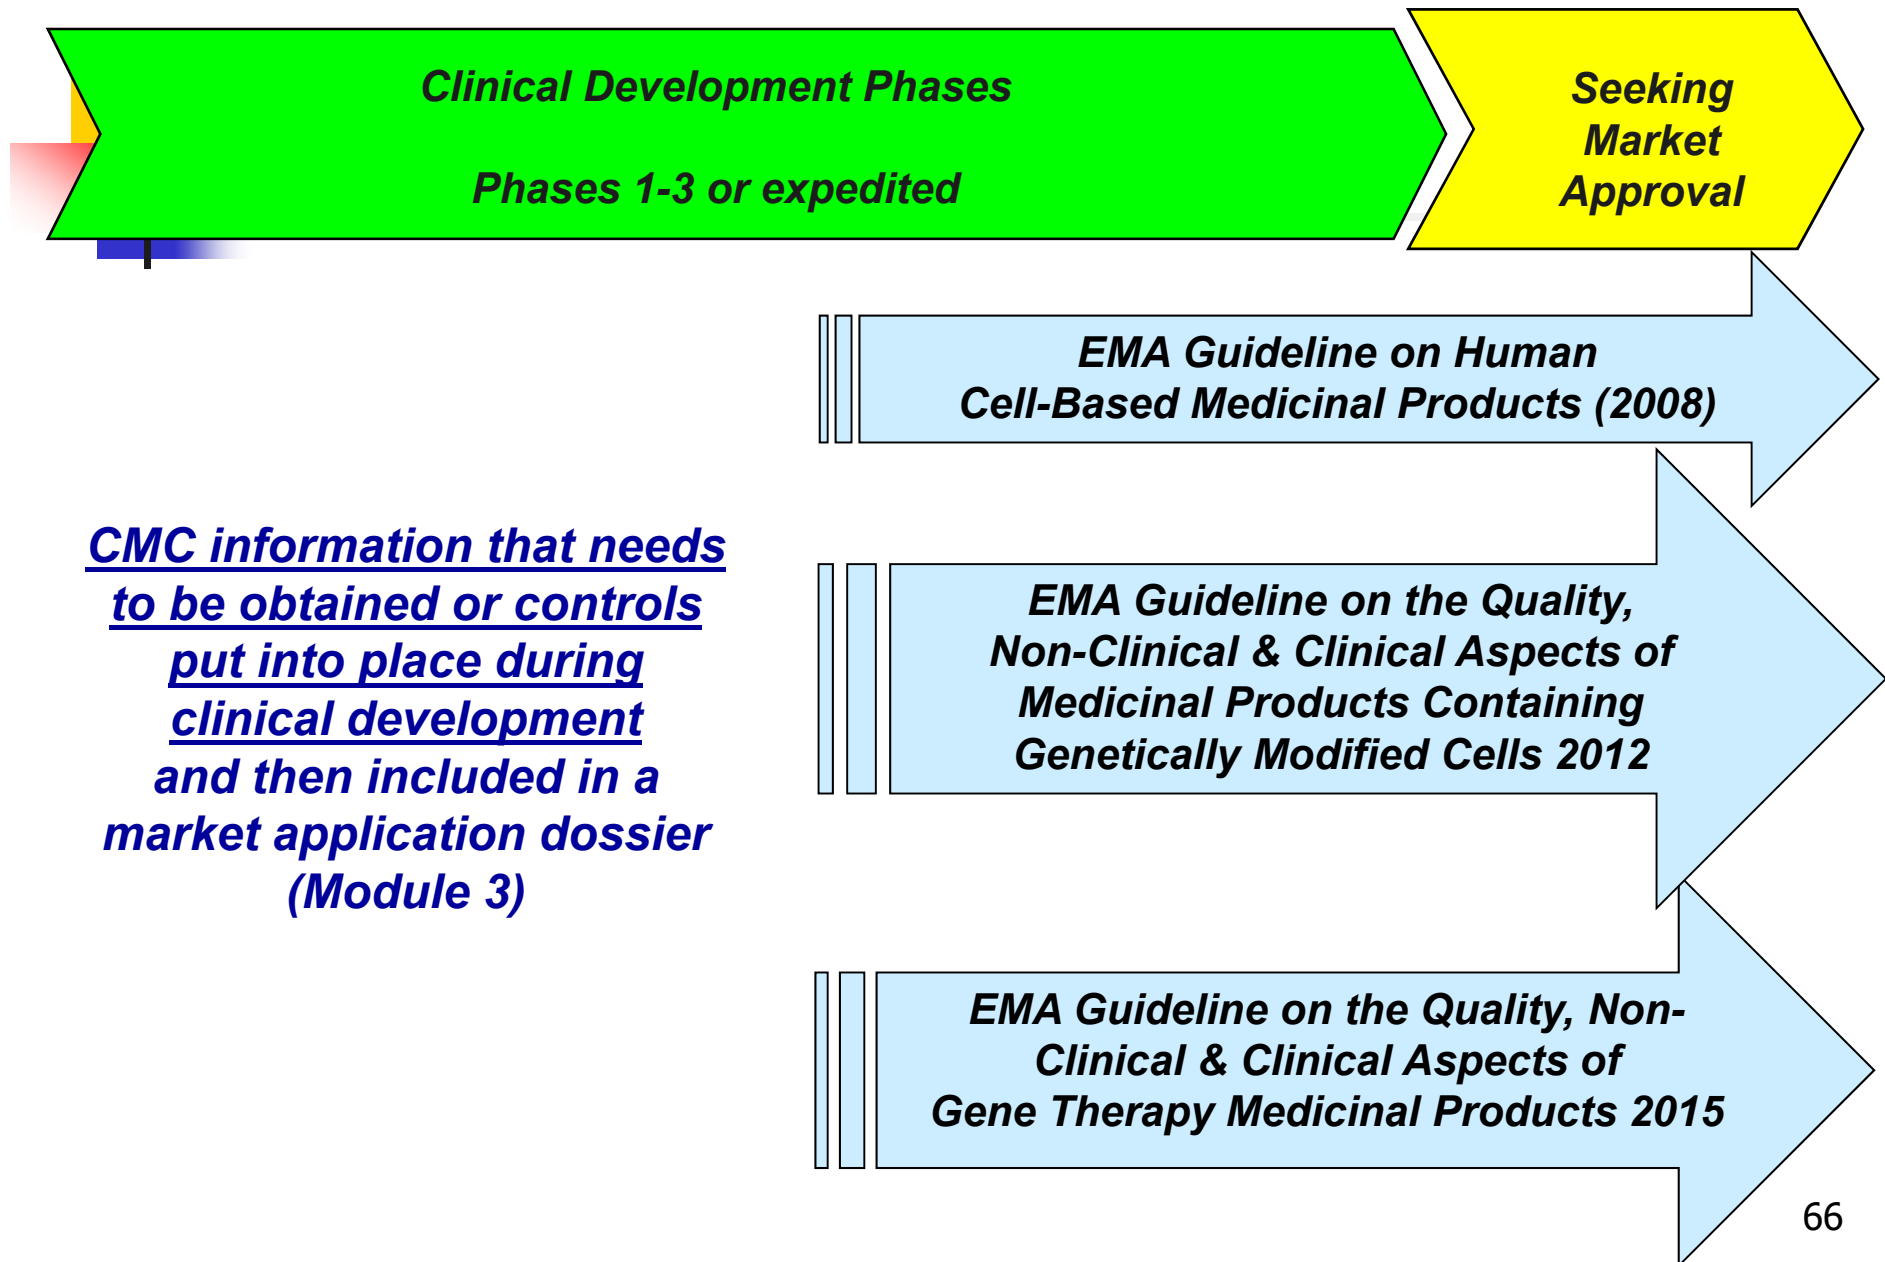 Clinical Development Phases
Phases 1-3 or expedited
Seeking
Market
Approval
EMA Guideline on Human
Cell-Based Medicinal Products (2008)
CMC information that needs
to be obtained or controls
put into place during
clinical development
and then included in a
market application dossier
(Module 3)
EMA Guideline on the Quality,
Non-Clinical & Clinical Aspects of
Medicinal Products Containing
Genetically Modified Cells 2012
EMA Guideline on the Quality, Non-
Clinical & Clinical Aspects of
Gene Therapy Medicinal Products 2015
66